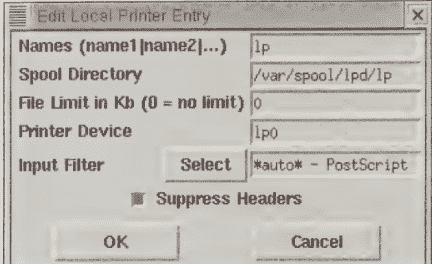 Edit Local Printer Entry
Names (name1|name2|...) lp
Spool Directory /var/spool/lpd/lp
File Limit in Kb (0 = no limit) 0
Printer Device lp0
Input Filter Select *auto* - PostScript
Suppress Headers
OK Cancel